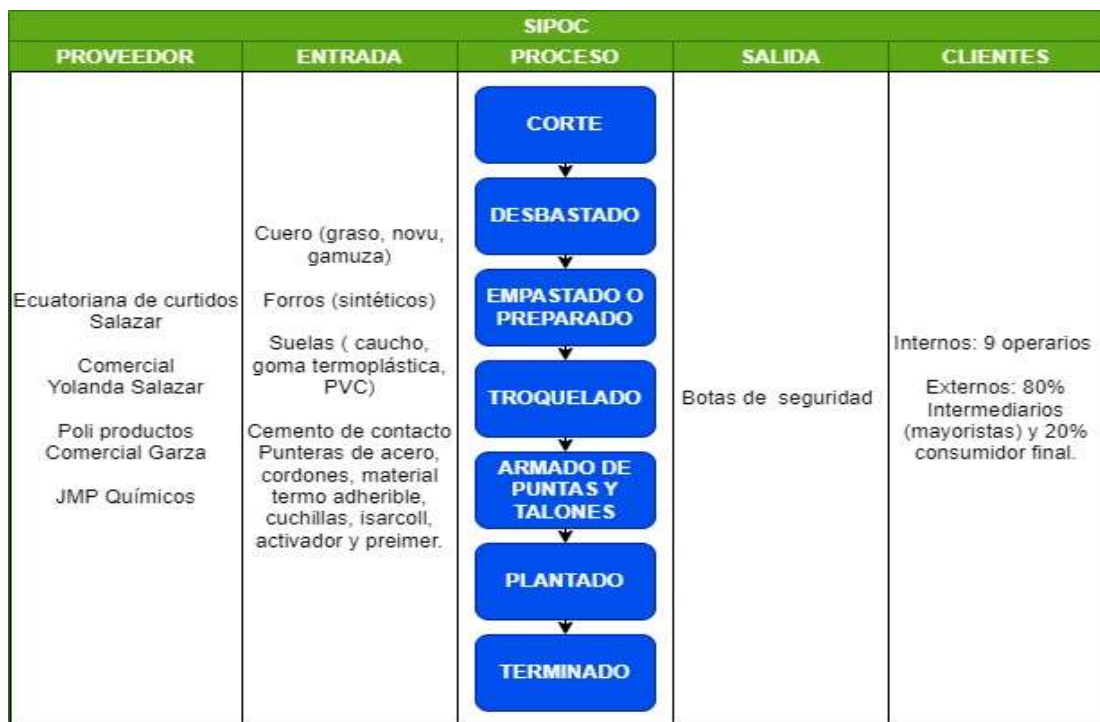 SIPOC
PROVEEDOR
ENTRADA
PROCESO
SALIDA
CLIENTES
Ecuatoriana de curtidos
Salazar
Comercial
Yolanda Salazar
Poli productos
Comercial Garza
JMP Químicos
Cuero (graso, novu,
gamuza)
Forros (sintéticos)
Suelas ( caucho,
goma termoplástica,
PVC)
Cemento de contacto
Punteras de acero,
cordones, material
termo adherible,
cuchillas, isarcoll,
activador y preimer.
CORTE
DESBASTADO
EMPASTADO O
PREPARADO
TROQUELADO
ARMADO DE
PUNTAS Y
TALONES
PLANTADO
TERMINADO
Botas de seguridad
Internos: 9 operarios
Externos: 80%
Intermediarios
(mayoristas) y 20%
consumidor final.